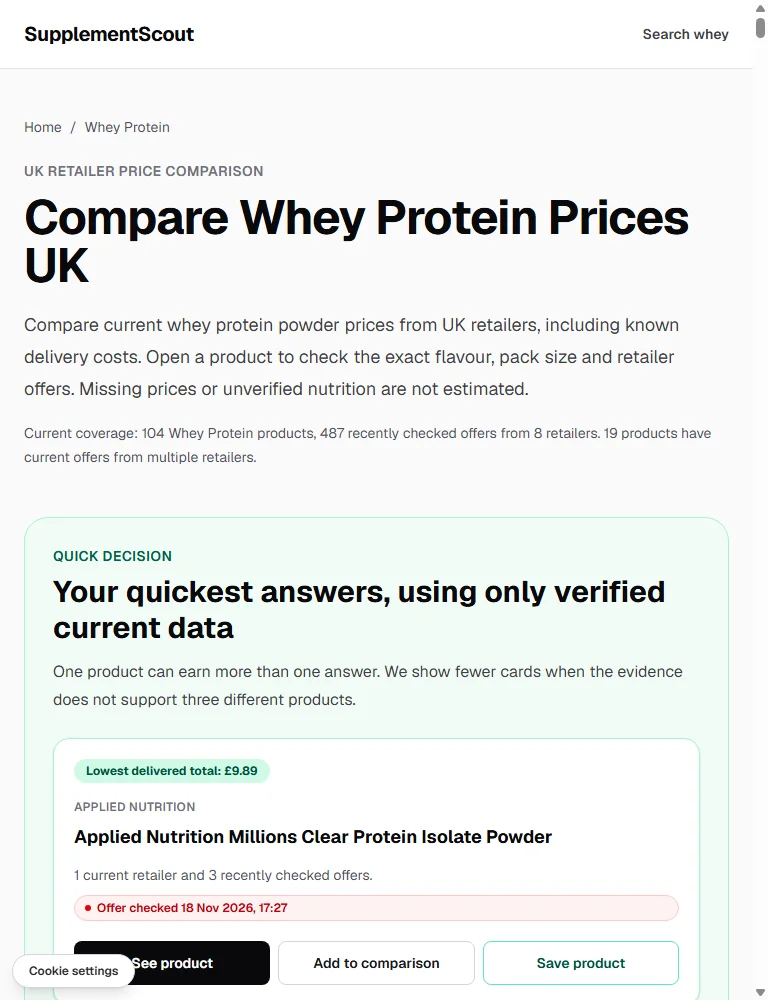 SupplementScout
Search whey
Home / Whey Protein
UK RETAILER PRICE COMPARISON
Compare Whey Protein Prices
UK
Compare current whey protein powder prices from UK retailers, including known
delivery costs. Open a product to check the exact flavour, pack size and retailer
offers. Missing prices or unverified nutrition are not estimated.
Current coverage: 104 Whey Protein products, 487 recently checked offers from 8 retailers. 19 products have
current offers from multiple retailers.
QUICK DECISION
Your quickest answers, using only verified
current data
One product can earn more than one answer. We show fewer cards when the evidence
does not support three different products.
Lowest delivered total: £9.89
APPLIED NUTRITION
Applied Nutrition Millions Clear Protein Isolate Powder
1 current retailer and 3 recently checked offers.
Offer checked 18 Nov 2026, 17:27
See product
Add to comparison
Save product
Cookie settings